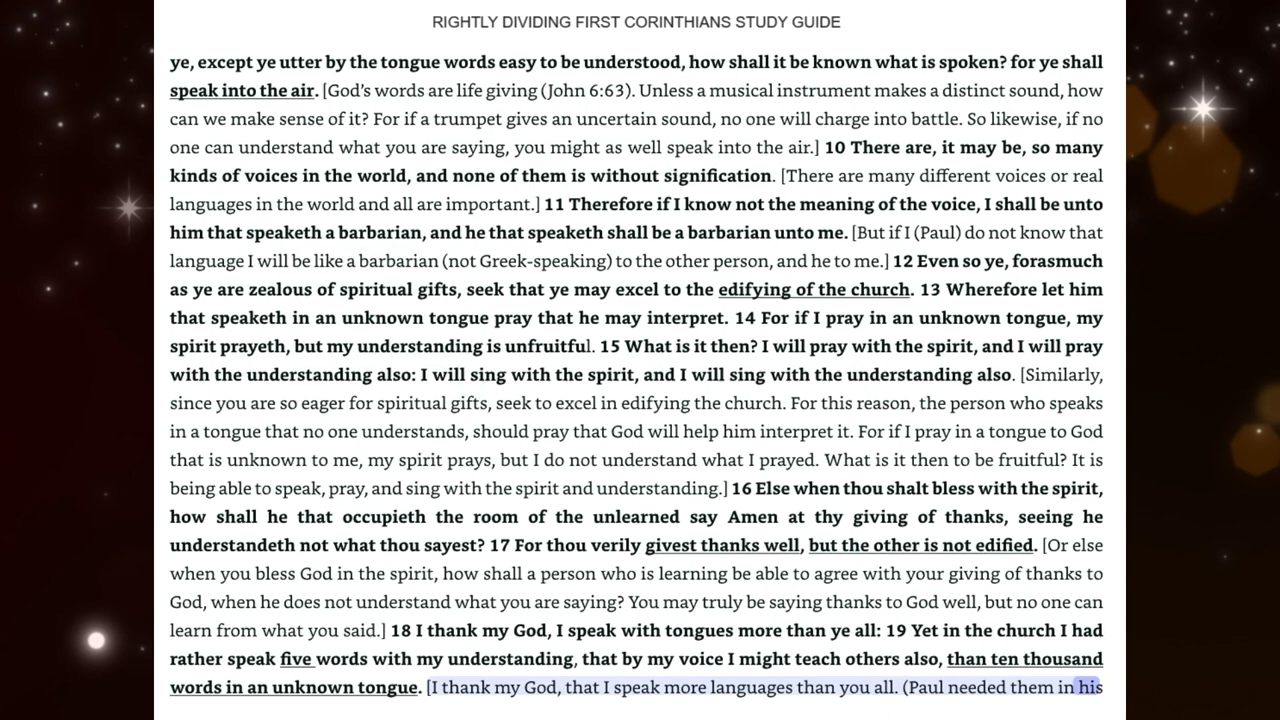 RIGHTLY DIVIDING FIRST CORINTHIANS STUDY GUIDE
ye, except ye utter by the tongue words easy to be understood, how shall it be known what is spoken? for ye shall
speak into the air. [God's words are life giving (John 6:63). Unless a musical instrument makes a distinct sound, how
can we make sense of it? For if a trumpet gives an uncertain sound, no one will charge into battle. So likewise, if no
one can understand what you are saying, you might as well speak into the air.] 10 There are, it may be, so many
kinds of voices in the world, and none of them is without signification. [There are many different voices or real
languages in the world and all are important.] 11 Therefore if I know not the meaning of the voice, I shall be unto
him that speaketh a barbarian, and he that speaketh shall be a barbarian unto me. [But if I (Paul) do not know that
language I will be like a barbarian (not Greek-speaking) to the other person, and he to me.] 12 Even so ye, forasmuch
as ye are zealous of spiritual gifts, seek that ye may excel to the edifying of the church. 13 Wherefore let him
that speaketh in an unknown tongue pray that he may interpret. 14 For if I pray in an unknown tongue, my
spirit prayeth, but my understanding is unfruitful. 15 What is it then? I will pray with the spirit, and I will pray
with the understanding also: I will sing with the spirit, and I will sing with the understanding also. [Similarly,
since you are so eager for spiritual gifts, seek to excel in edifying the church. For this reason, the person who speaks
in a tongue that no one understands, should pray that God will help him interpret it. For if I pray in a tongue to God
that is unknown to me, my spirit prays, but I do not understand what I prayed. What is it then to be fruitful? It is
being able to speak, pray, and sing with the spirit and understanding.] 16 Else when thou shalt bless with the spirit,
how shall he that occupieth the room of the unlearned say Amen at thy giving of thanks, seeing he
understandeth not what thou sayest? 17 For thou verily givest thanks well, but the other is not edified. [Or else
when you bless God in the spirit, how shall a person who is learning be able to agree with your giving of thanks to
God, when he does not understand what you are saying? You may truly be saying thanks to God well, but no one can
learn from what you said.] 18 I thank my God, I speak with tongues more than ye all: 19 Yet in the church I had
rather speak five words with my understanding, that by my voice I might teach others also, than ten thousand
words in an unknown tongue. [I thank my God, that I speak more languages than you all. (Paul needed them in his